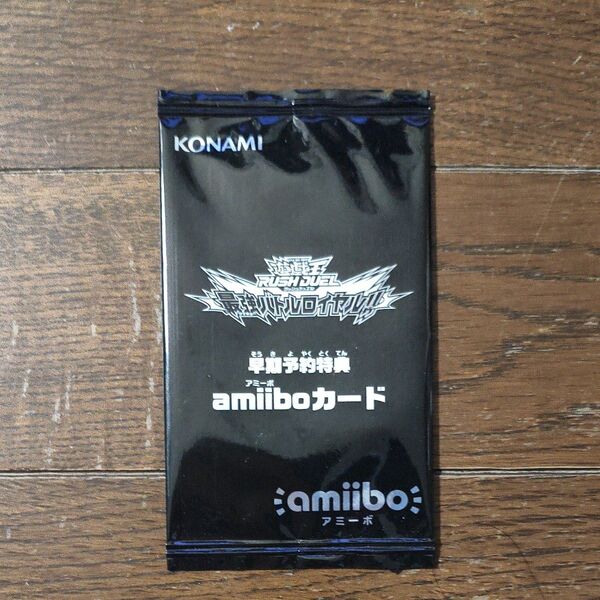 KONAMI
遊戯王
RUSH DUEL
最強バトルロイヤル!!
そうきよやくとくてん
早期予約特典
アミーボ
amiiboカード
amiibo
アミーボ